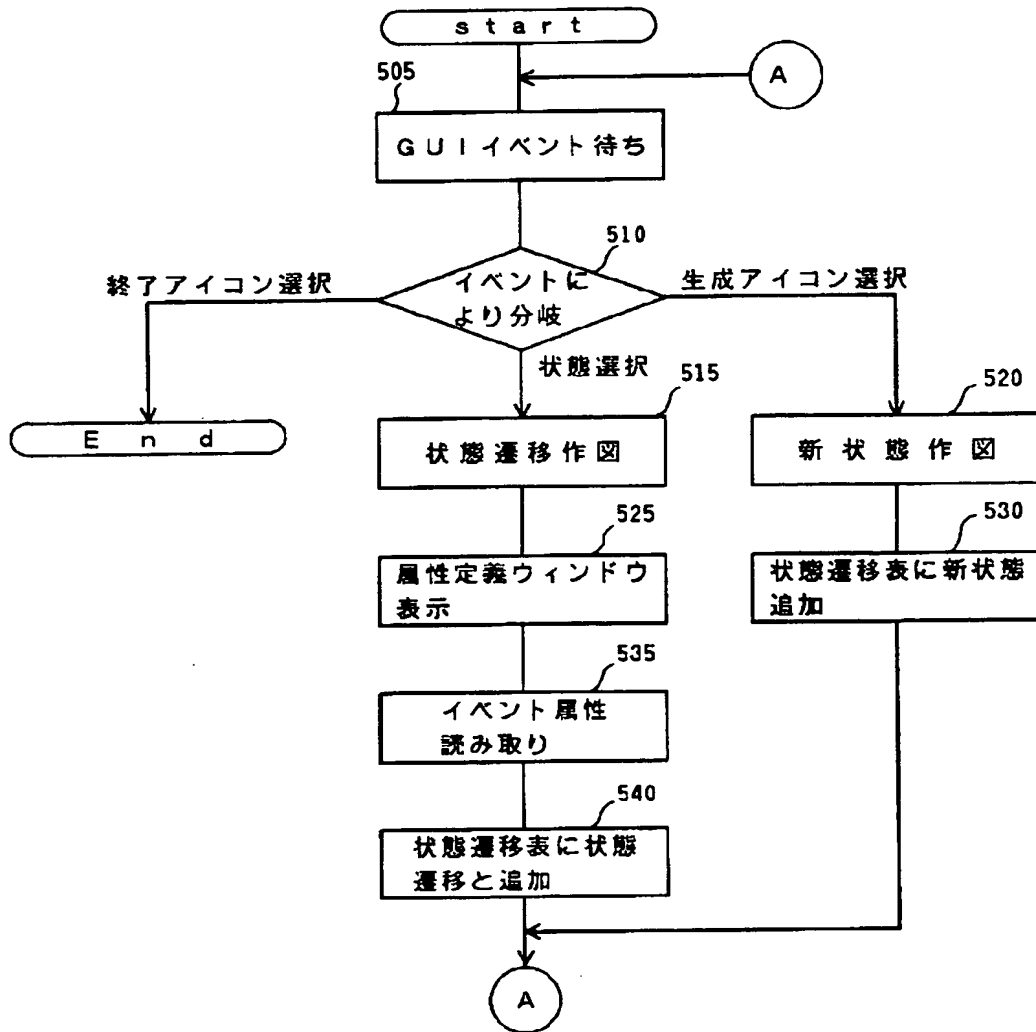 start
A
505
GUIイベント待ち
510
イベントに
より分岐
終了アイコン選択
生成アイコン選択
状態選択
End
515
状態遷移作図
520
新状態作図
525
属性定義ウィンドウ
表示
530
状態遷移表に新状態
追加
535
イベント属性
読み取り
540
状態遷移表に状態
遷移と追加
A